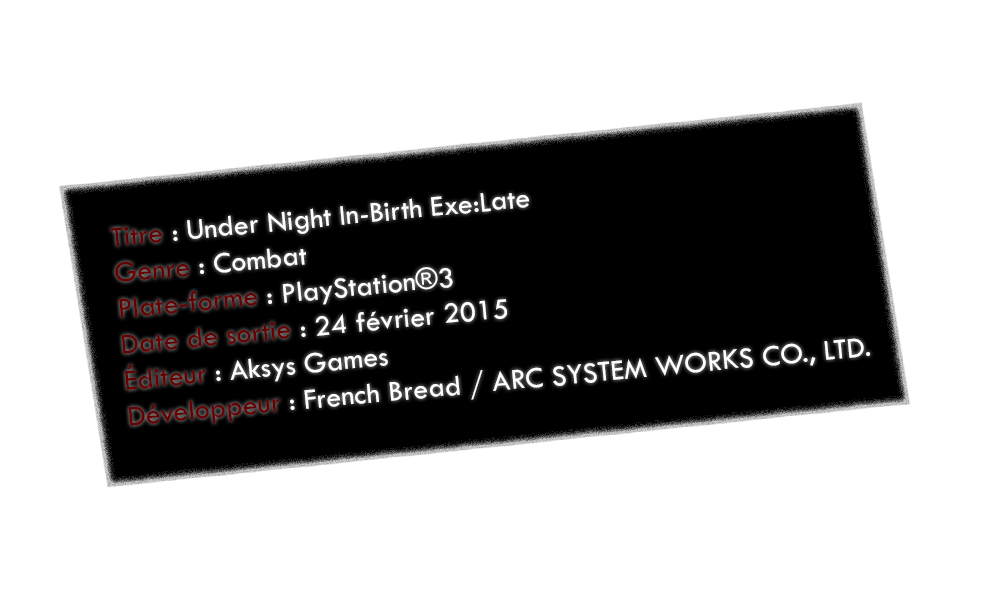 Titre : Under Night In-Birth Exe:Late
Genre : Combat
Plate-forme : PlayStation®3
Date de sortie : 24 février 2015
Éditeur : Aksys Games
Développeur : French Bread / ARC SYSTEM WORKS CO., LTD.